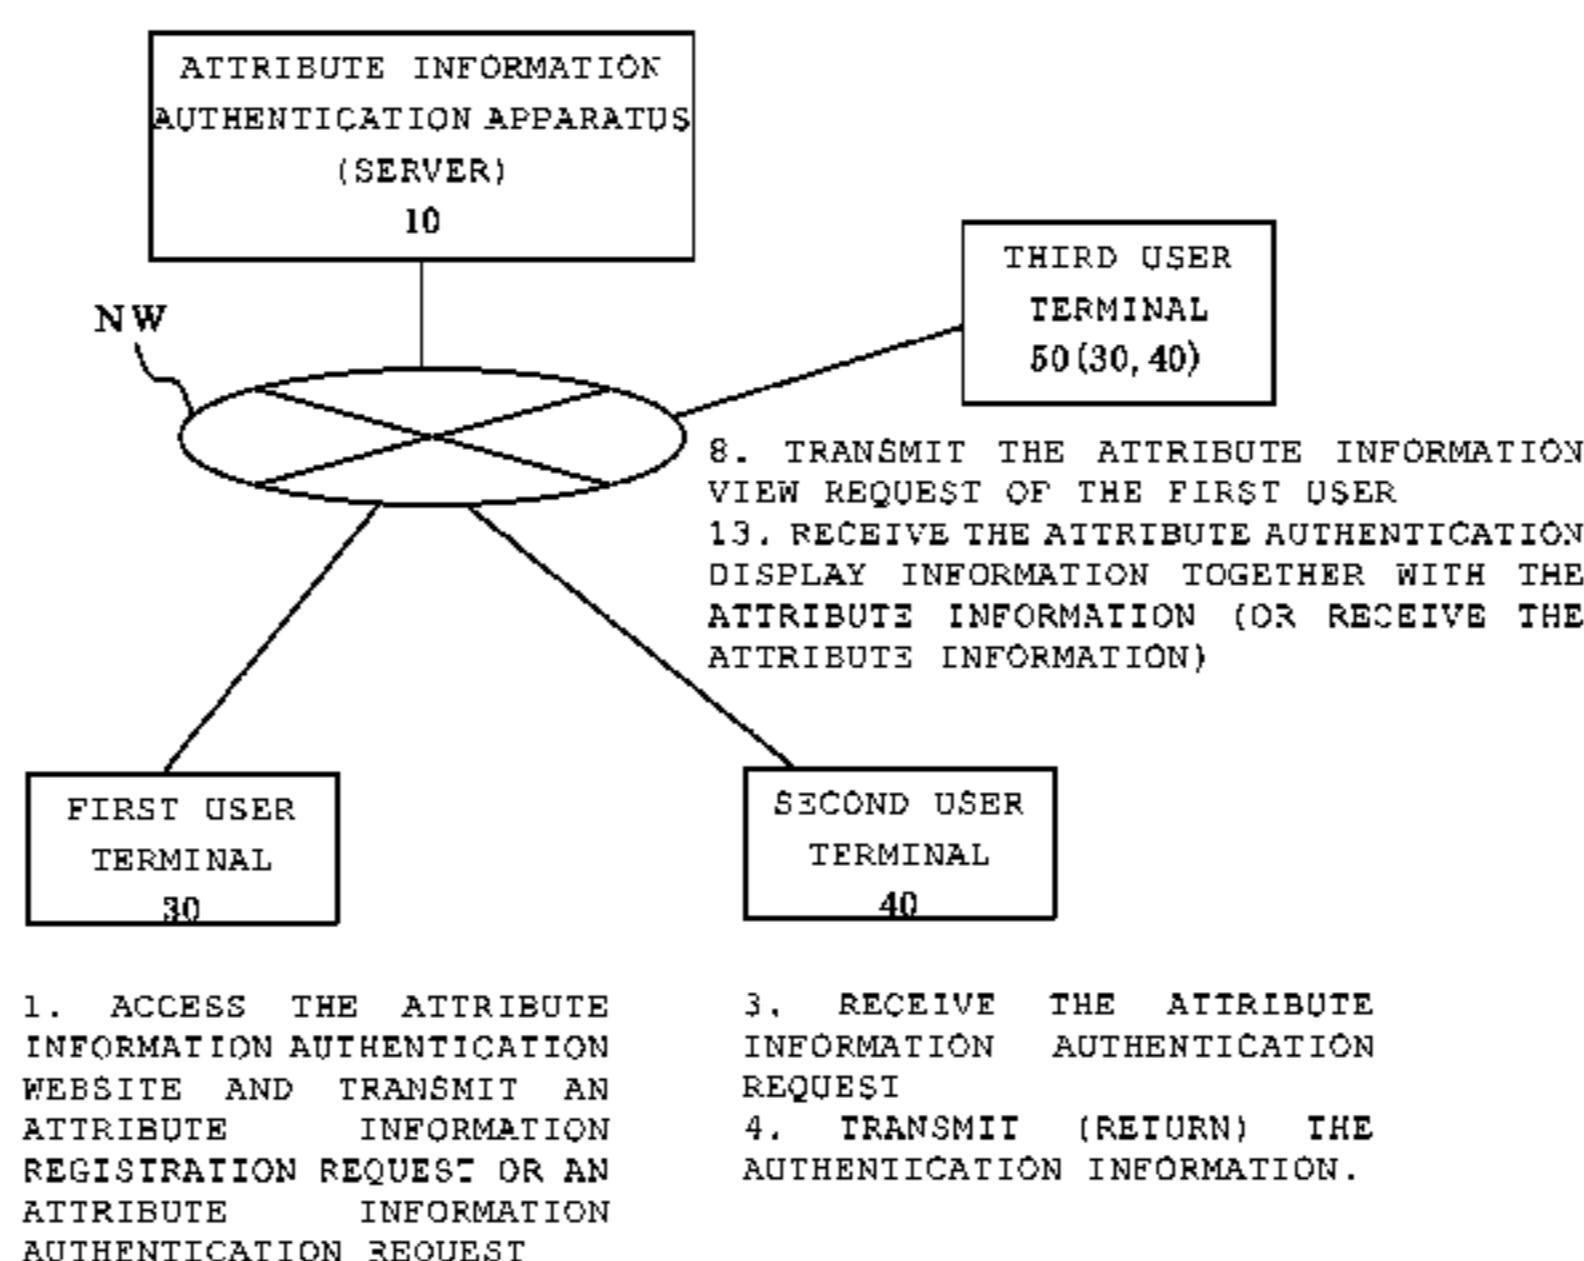 ATTRIBUTE INFORMATION
AUTHENTICATION APPARATUS
(SERVER)
10
NW
THIRD USER
TERMINAL
50(30,40)
8. TRANSMIT THE ATTRIBUTE INFORMATION
VIEW REQUEST OF THE FIRST USER
13. RECEIVE THE ATTRIBUTE AUTHENTICATION
DISPLAY INFORMATION TOGETHER WITH THE
ATTRIBUTE INFORMATION (OR RECEIVE THE
ATTRIBUTE INFORMATION)
FIRST USER
TERMINAL
30
SECOND USER
TERMINAL
40
1. ACCESS THE ATTRIBUTE
INFORMATION AUTHENTICATION
WEBSITE AND TRANSMIT AN
ATTRIBUTE INFORMATION
REGISTRATION REQUEST OR AN
ATTRIBUTE INFORMATION
AUTHENTICATION REQUEST
3. RECEIVE THE ATTRIBUTE
INFORMATION AUTHENTICATION
REQUEST
4. TRANSMIT (RETURN) THE
AUTHENTICATION INFORMATION.